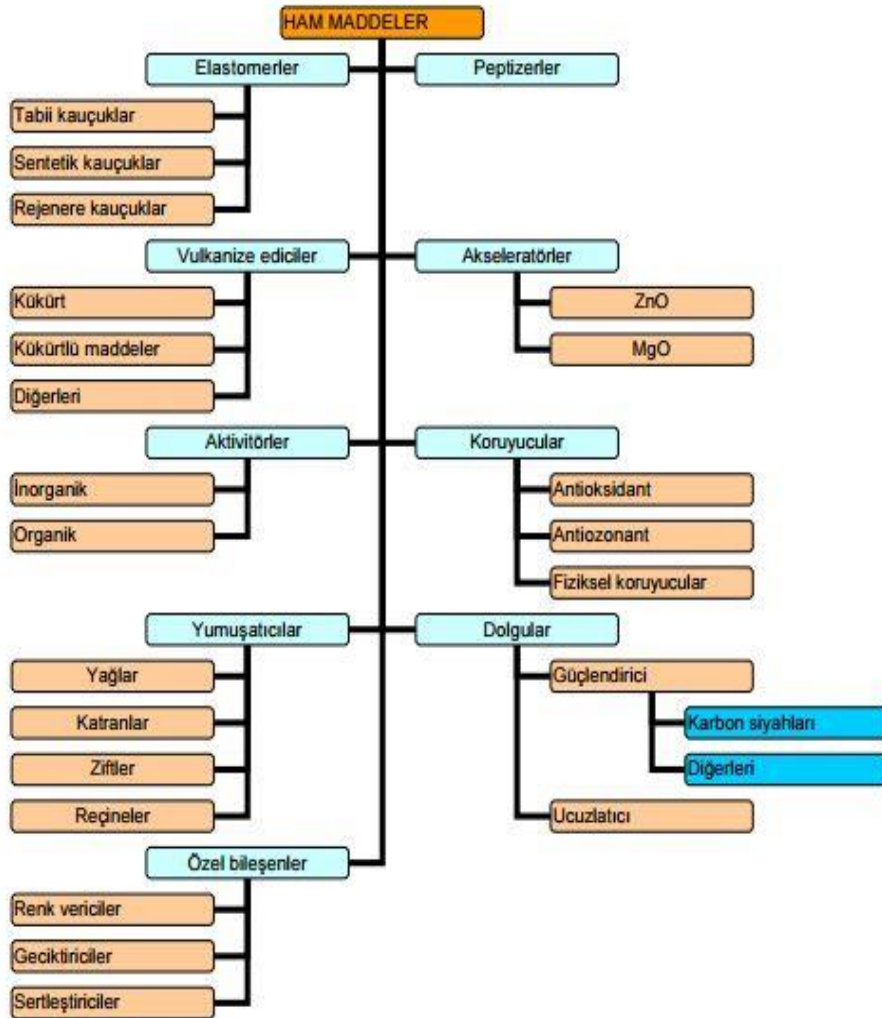 HAM MADDELER
Elastomerler
Peptizerler
Tabii kauçuklar
Sentetik kauçuklar
Rejenere kauçuklar
Vulkanize ediciler
Akseleratörler
Kükürt
ZnO
Kükürtlü maddeler
MgO
Diğerleri
Aktivitörler
Koruyucular
İnorganik
Antioksidant
Organik
Antiozonant
Fiziksel koruyucular
Yumuşatıcılar
Dolgular
Yağlar
Güçlendirici
Katranlar
Karbon siyahları
Ziftler
Diğerleri
Reçineler
Ucuzlatıcı
Özel bileşenler
Renk vericiler
Geciktiriciler
Sertleştiriciler